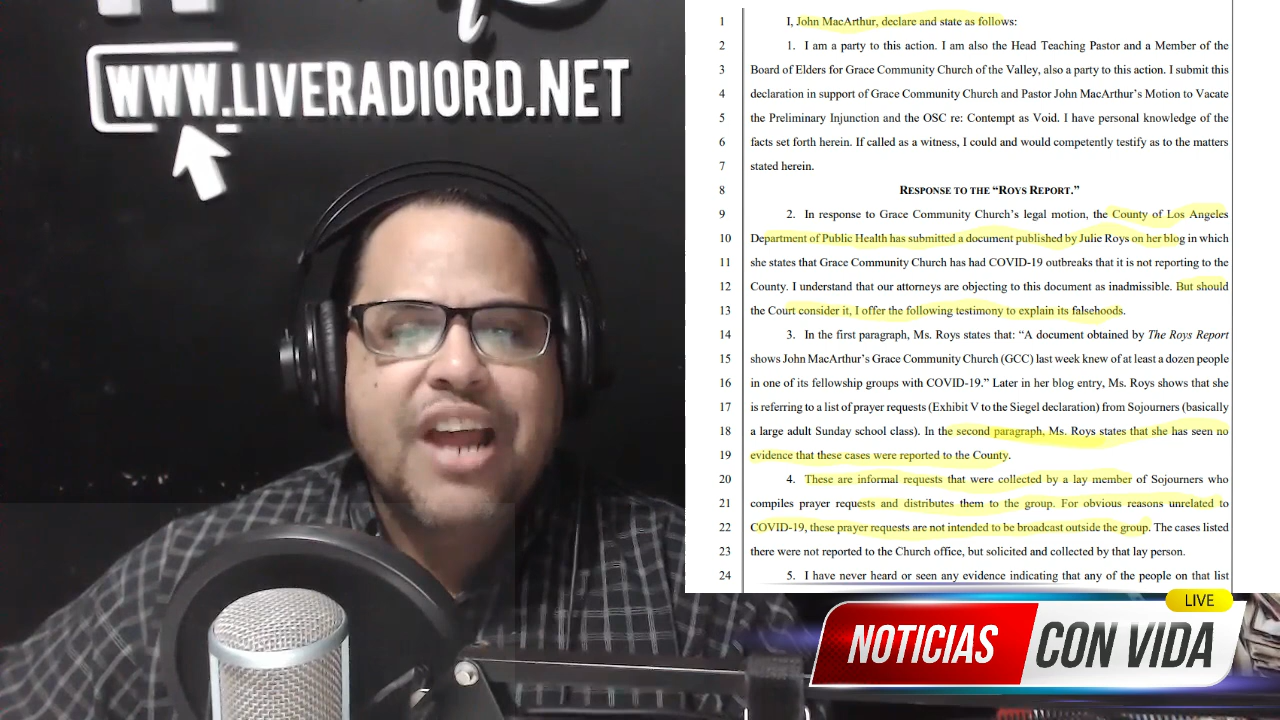 WWW.LIVERADIORD.NET
1 I, John MacArthur, declare and state as follows:
2 1. I am a party to this action. I am also the Head Teaching Pastor and a Member of the
3 Board of Elders for Grace Community Church of the Valley, also a party to this action. I submit this
4 declaration in support of Grace Community Church and Pastor John MacArthur's Motion to Vacate
5 the Preliminary Injunction and the OSC re: Contempt as Void. I have personal knowledge of the
6 facts set forth herein. If called as a witness, I could and would competently testify as to the matters
7 stated herein.
8 RESPONSE TO THE “ROYS REPORT.”
9 2. In response to Grace Community Church's legal motion, the County of Los Angeles
10 Department of Public Health has submitted a document published by Julie Roys on her blog in which
11 she states that Grace Community Church has had COVID-19 outbreaks that it is not reporting to the
12 County. I understand that our attorneys are objecting to this document as inadmissible. But should
13 the Court consider it, I offer the following testimony to explain its falsehoods.
14 3. In the first paragraph, Ms. Roys states that: “A document obtained by The Roys Report
15 shows John MacArthur's Grace Community Church (GCC) last week knew of at least a dozen people
16 in one of its fellowship groups with COVID-19.” Later in her blog entry, Ms. Roys shows that she
17 is referring to a list of prayer requests (Exhibit V to the Siegel declaration) from Sojourners (basically
18 a large adult Sunday school class). In the second paragraph, Ms. Roys states that she has seen no
19 evidence that these cases were reported to the County.
20 4. These are informal requests that were collected by a lay member of Sojourners who
21 compiles prayer requests and distributes them to the group. For obvious reasons unrelated to
22 COVID-19, these prayer requests are not intended to be broadcast outside the group. The cases listed
23 there were not reported to the Church office, but solicited and collected by that lay person.
24 5. I have never heard or seen any evidence indicating that any of the people on that list
LIVE
NOTICIAS CON VIDA